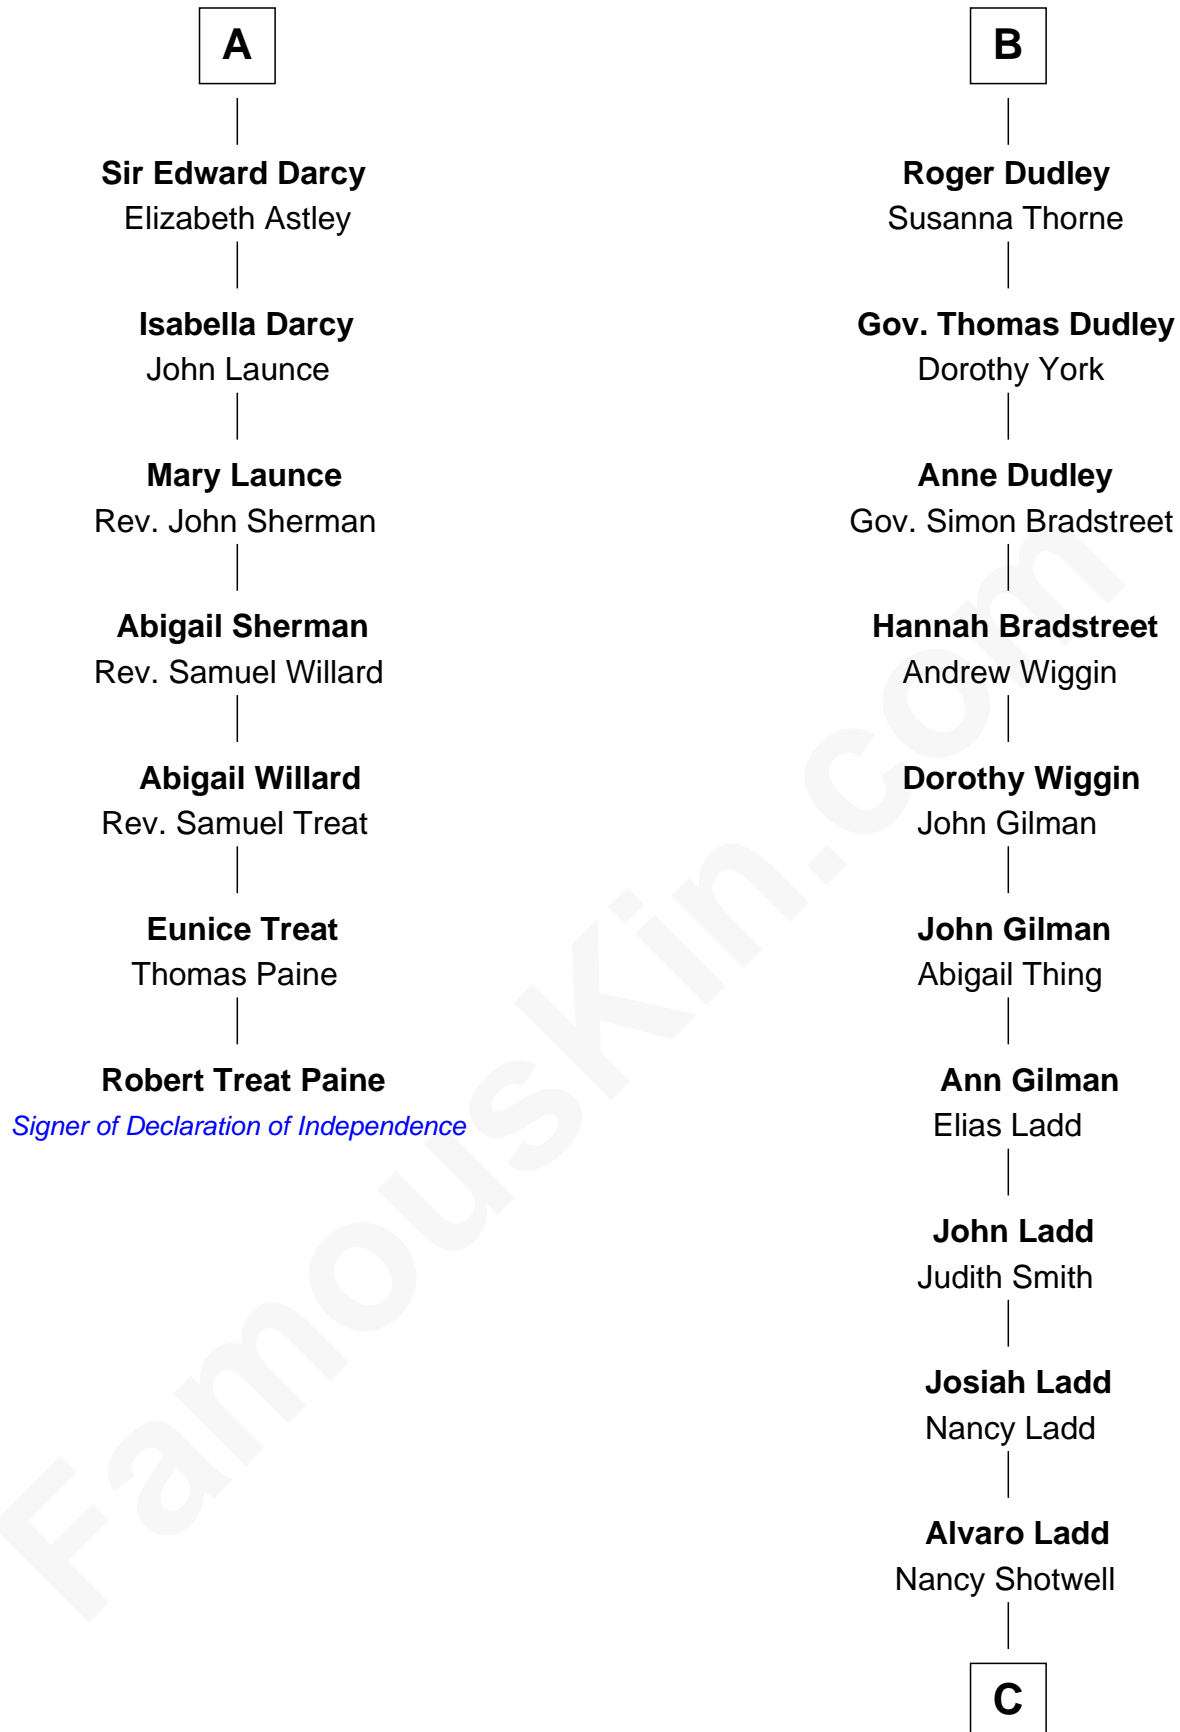 A
Sir Edward Darcy
Elizabeth Astley
Isabella Darcy
John Launce
Mary Launce
Rev. John Sherman
Abigail Sherman
Rev. Samuel Willard
Abigail Willard
Rev. Samuel Treat
Eunice Treat
Thomas Paine
Robert Treat Paine
Signer of Declaration of Independence
B
Roger Dudley
Susanna Thorne
Gov. Thomas Dudley
Dorothy York
Anne Dudley
Gov. Simon Bradstreet
Hannah Bradstreet
Andrew Wiggin
Dorothy Wiggin
John Gilman
John Gilman
Abigail Thing
Ann Gilman
Elias Ladd
John Ladd
Judith Smith
Josiah Ladd
Nancy Ladd
Alvaro Ladd
Nancy Shotwell
C
FamousKin.com